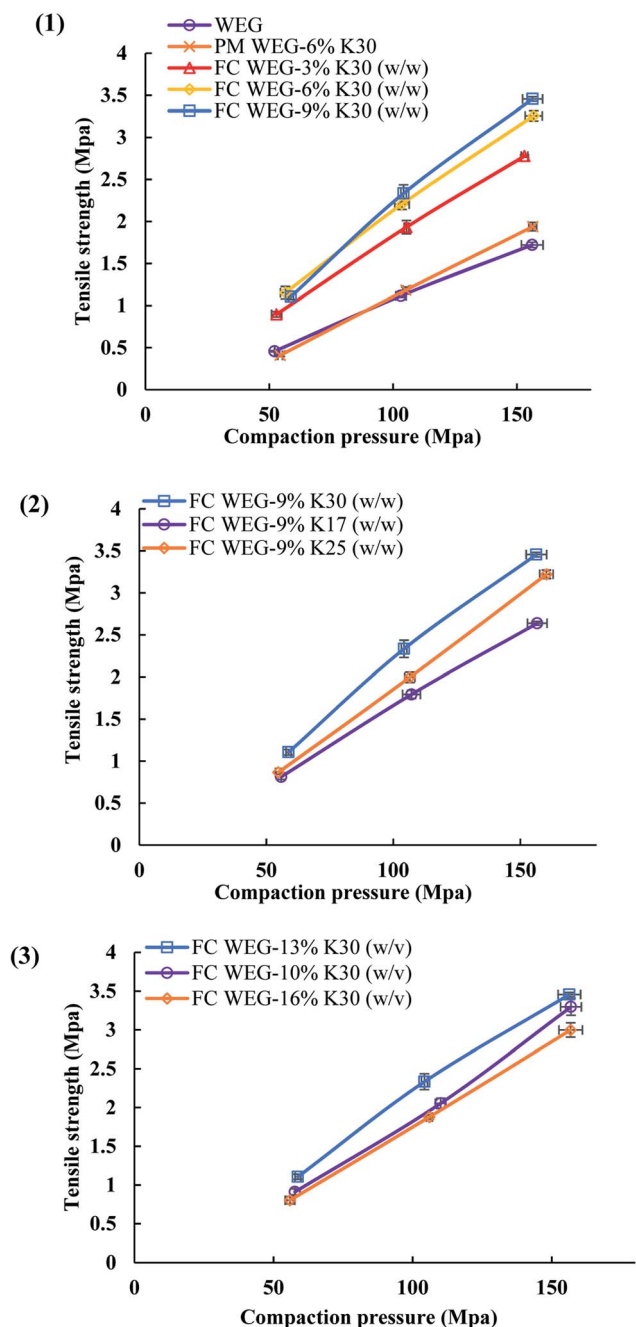 (1)
WEG
PM WEG-6% K30
FC WEG-3% K30 (w/w)
FC WEG-6% K30 (w/w)
FC WEG-9% K30 (w/w)
4
3.5
3
2.5
2
1.5
1
0.5
0
Tensile strength (Mpa)
0
50
100
150
Compaction pressure (Mpa)
(2)
FC WEG-9% K30 (w/w)
FC WEG-9% K17 (w/w)
FC WEG-9% K25 (w/w)
4
3.5
3
2.5
2
1.5
1
0.5
0
Tensile strength (Mpa)
0
50
100
150
Compaction pressure (Mpa)
(3)
FC WEG-13% K30 (w/v)
FC WEG-10% K30 (w/v)
FC WEG-16% K30 (w/v)
4
3.5
3
2.5
2
1.5
1
0.5
0
Tensile strength (Mpa)
0
50
100
150
Compaction pressure (Mpa)